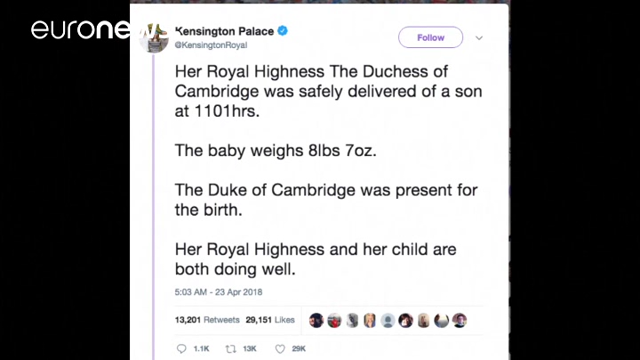 euronews
Kensington Palace
@KensingtonRoyal
Follow
Her Royal Highness The Duchess of
Cambridge was safely delivered of a son
at 1101hrs.
The baby weighs 8lbs 7oz.
The Duke of Cambridge was present for
the birth.
Her Royal Highness and her child are
both doing well.
5:03 AM - 23 Apr 2018
13,201 Retweets 29,151 Likes
1.1K 13K 29K